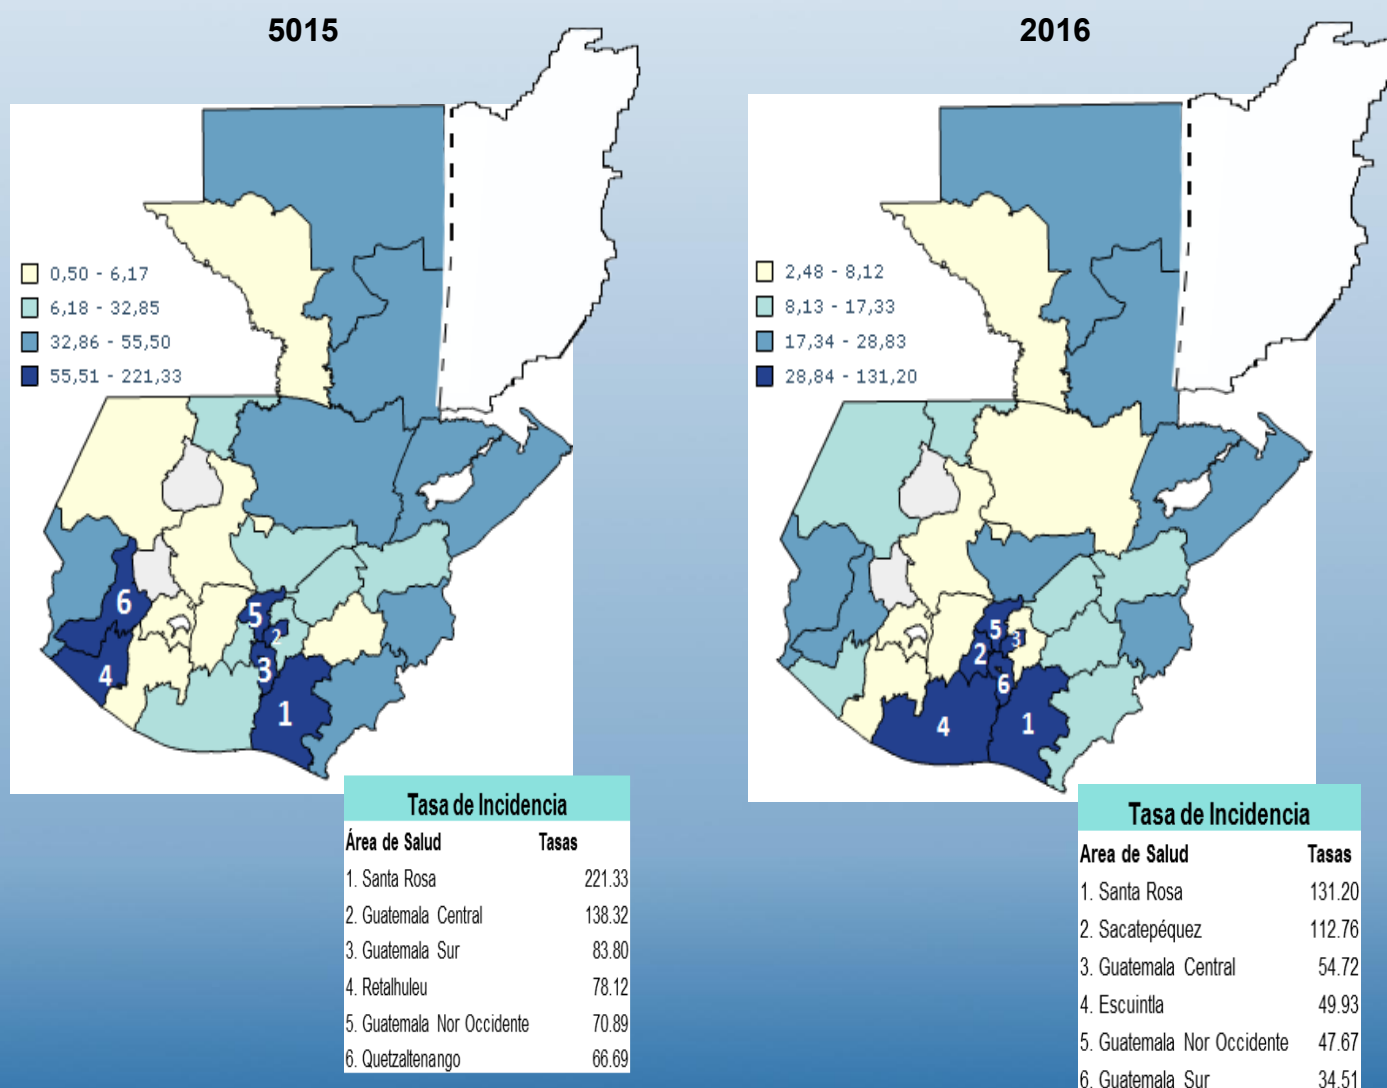 5015
0,50 - 6,17
6,18 - 32,85
32,86 - 55,50
55,51 - 221,33
6
5
2
3
4
1
Tasa de Incidencia
Área de Salud Tasas
1. Santa Rosa 221.33
2. Guatemala Central 138.32
3. Guatemala Sur 83.80
4. Retalhuleu 78.12
5. Guatemala Nor Occidente 70.89
6. Quetzaltenango 66.69
2016
2,48 - 8,12
8,13 - 17,33
17,34 - 28,83
28,84 - 131,20
5
3
2
6
4
1
Tasa de Incidencia
Area de Salud Tasas
1. Santa Rosa 131.20
2. Sacatepéquez 112.76
3. Guatemala Central 54.72
4. Escuintla 49.93
5. Guatemala Nor Occidente 47.67
6. Guatemala Sur 34.51